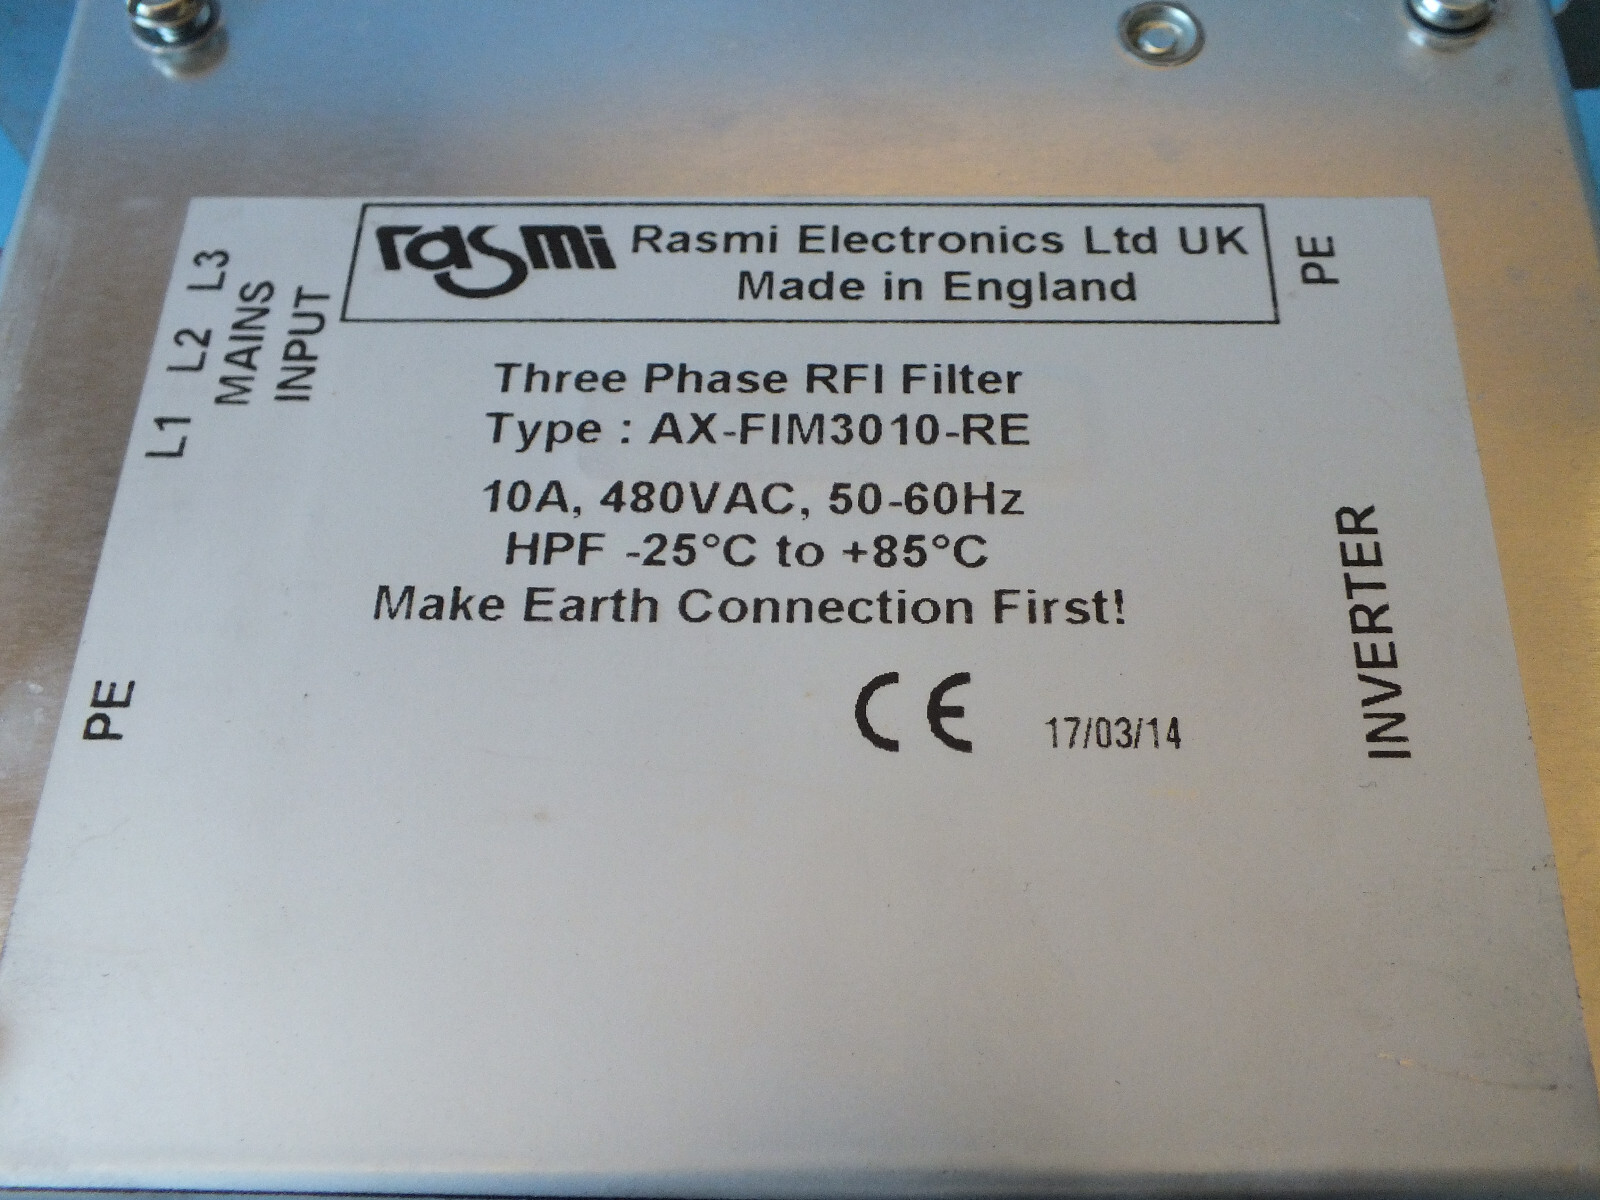 rasmi Rasmi Electronics Ltd UK
Made in England
L1 L2 L3
MAINS
INPUT
PE
Three Phase RFI Filter
Type : AX-FIM3010-RE
10A, 480VAC, 50-60Hz
HPF -25°C to +85°C
Make Earth Connection First!
PE
INVERTER
CE 17/03/14